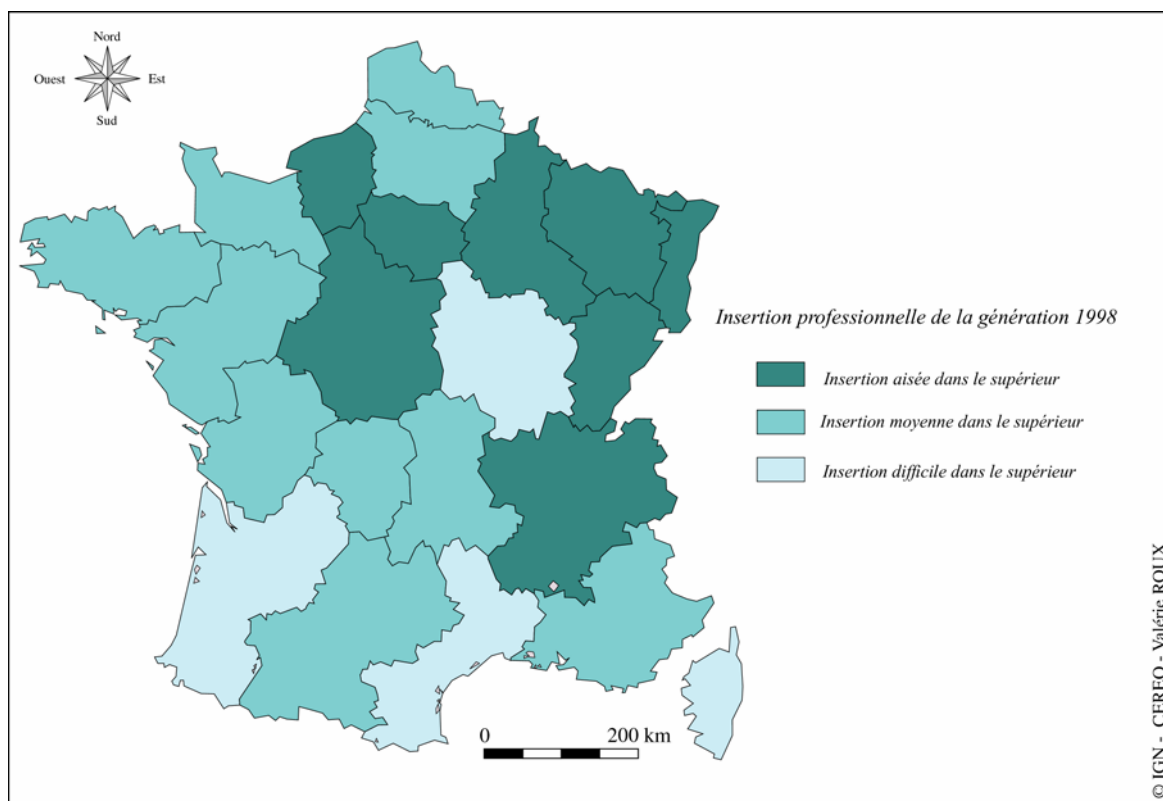 Nord
Ouest
Est
Sud
Insertion professionnelle de la génération 1998
Insertion aisée dans le supérieur
Insertion moyenne dans le supérieur
Insertion difficile dans le supérieur
0
200 km
© IGN - CEREQ - Valérie ROUX